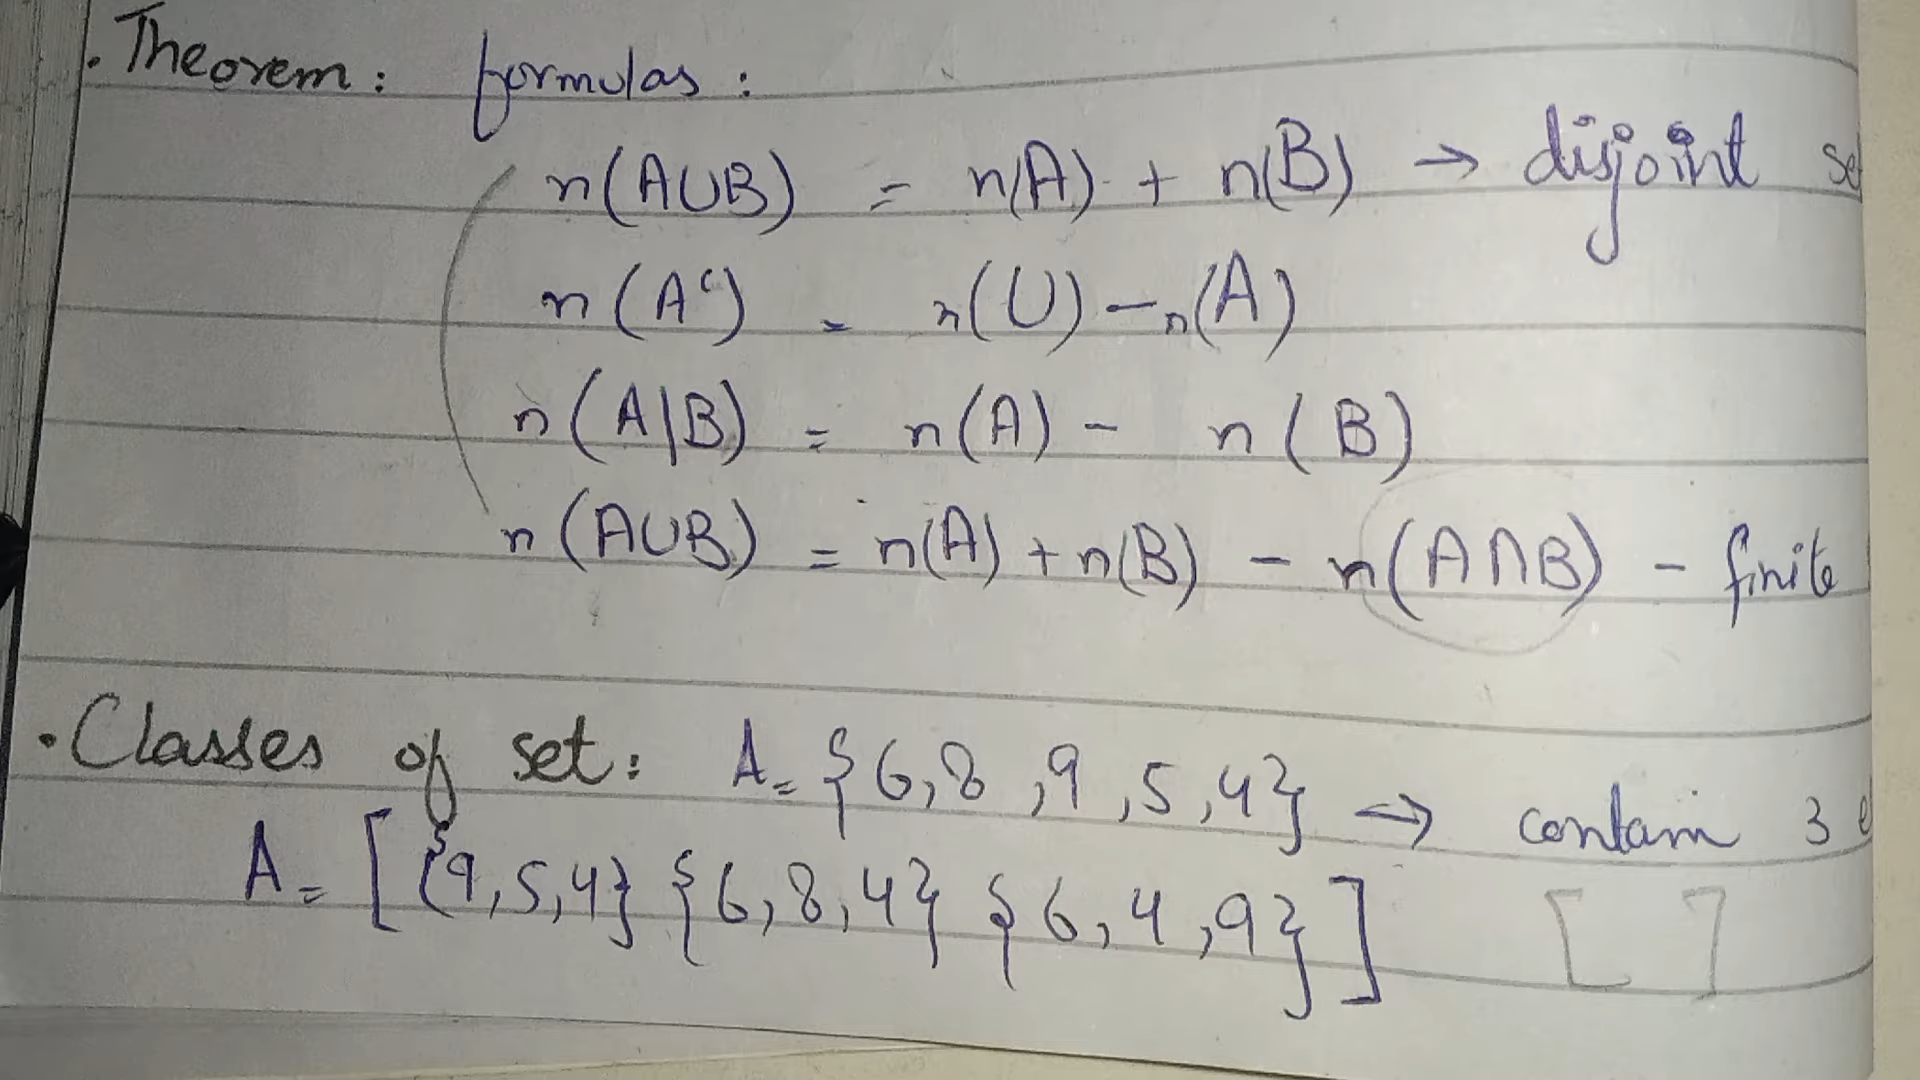 . Theorem: formulas:
n(A∪B) = n(A) + n(B) → disjoint
n(Aᶜ) = n(U) - n(A)
n(A|B) = n(A) - n(B)
n(A∪B) = n(A) + n(B) - n(A∩B) - finite
. Classes of set: A = {6,8,9,5,4} → contain 3
A = [{9,5,4} {6,8,4} {6,4,9}] [ ]